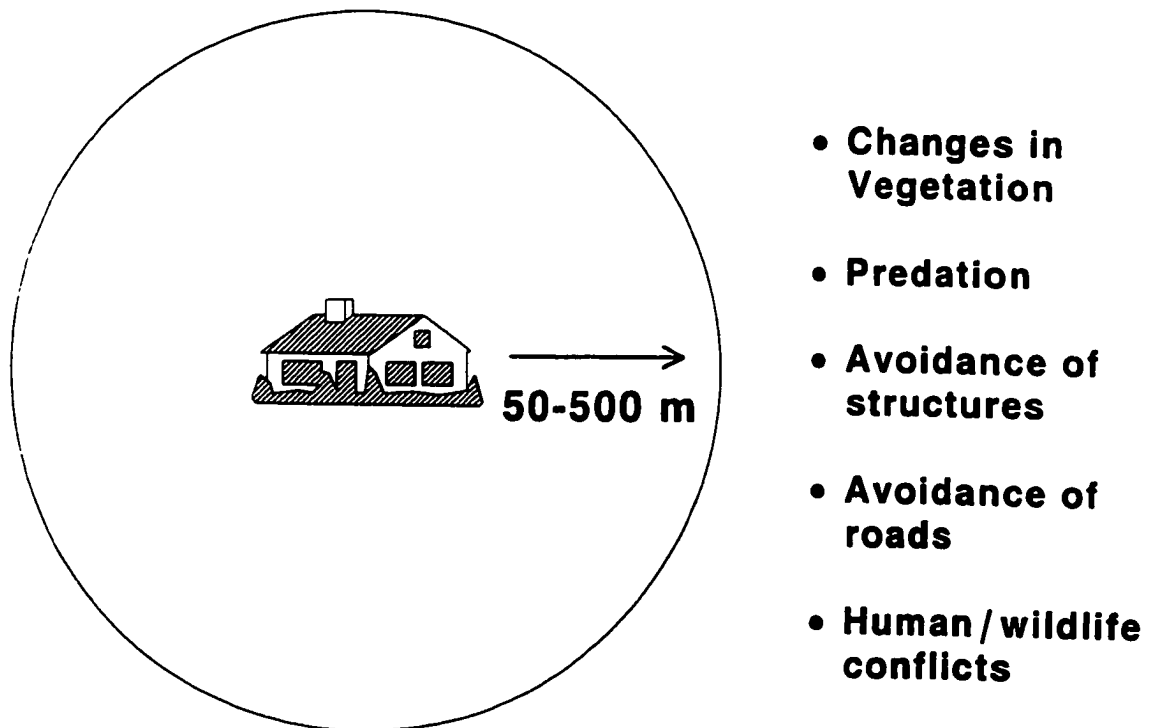 50-500 m
• Changes in
Vegetation
• Predation
• Avoidance of
structures
• Avoidance of
roads
• Human/wildlife
conflicts